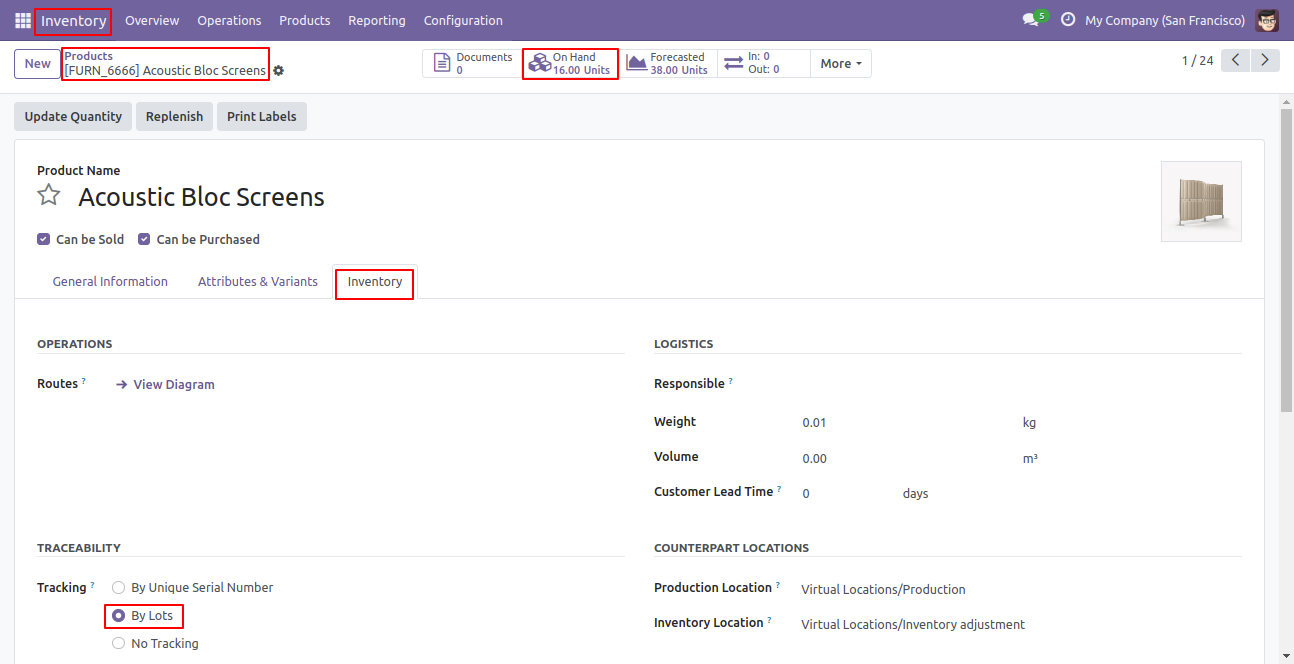 Inventory Overview Operations Products Reporting Configuration 5 My Company (San Francisco)
New Products
[FURN_6666] Acoustic Bloc Screens
Documents
0
On Hand
16.00 Units
Forecasted
38.00 Units
In: 0
Out: 0
More
1 / 24
Update Quantity Replenish Print Labels
Product Name
Acoustic Bloc Screens
Can be Sold Can be Purchased
General Information Attributes & Variants Inventory
OPERATIONS
Routes ? View Diagram
LOGISTICS
Responsible ?
Weight 0.01 kg
Volume 0.00 m³
Customer Lead Time ? 0 days
TRACEABILITY
Tracking ? By Unique Serial Number
By Lots
No Tracking
COUNTERPART LOCATIONS
Production Location ? Virtual Locations/Production
Inventory Location ? Virtual Locations/Inventory adjustment